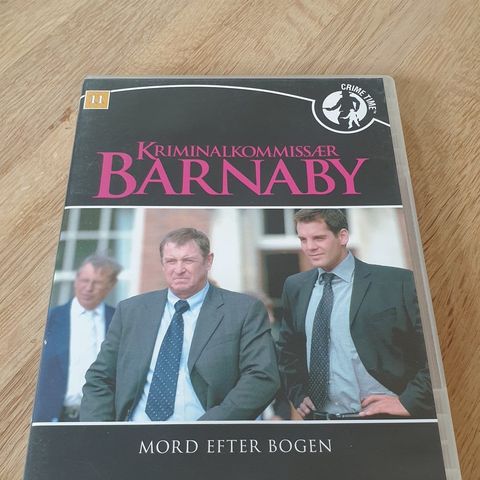 11
CRIME TIME
KRIMINALKOMMISSÆR
BARNABY
MORD EFTER BOGEN